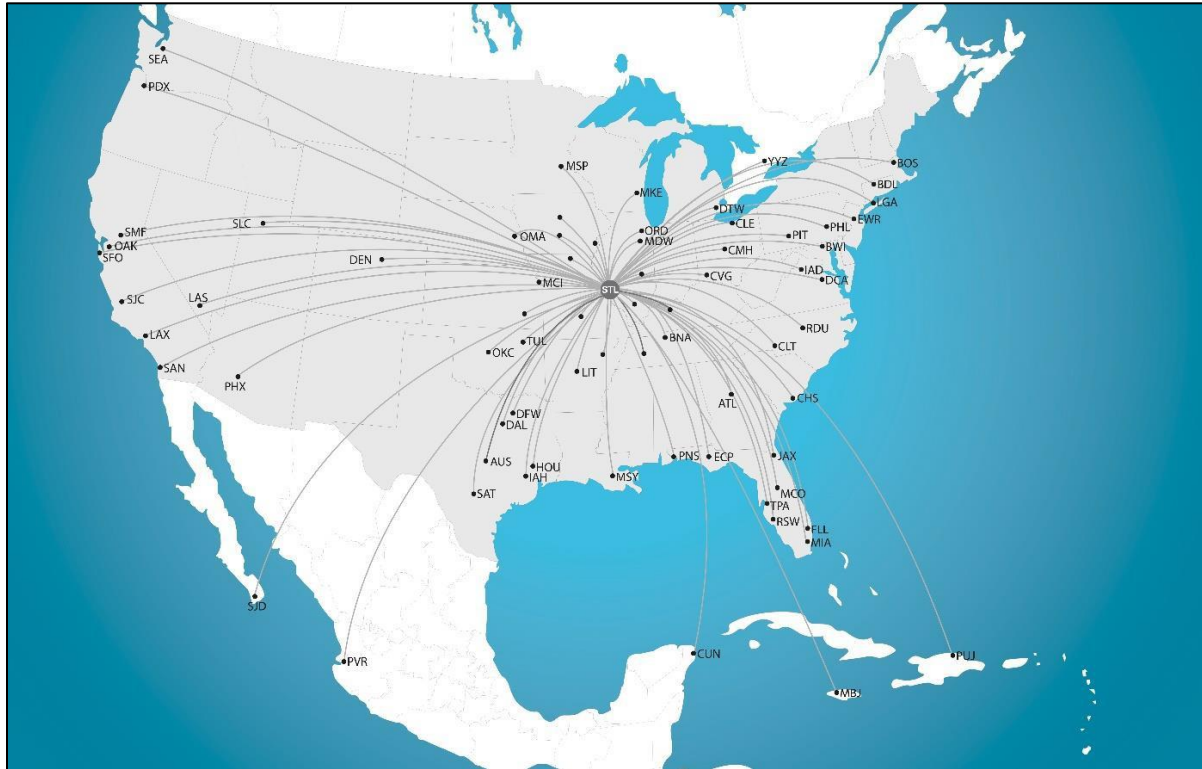 SEA
PDX
MSP
YYZ
BOS
BDL
MKE
LGA
DTW
EWR
CLE
PHL
SLC
SMF
OMA
ORD
MDW
PIT
OAK
BWI
SFO
CMH
DEN
IAD
CVG
DCA
MCI
STL
SJC
LAS
RDU
LAX
BNA
TUL
OKC
CLT
SAN
LIT
PHX
ATL
CHS
DFW
DAL
JAX
PNS
ECP
AUS
HOU
IAH
MSY
SAT
MCO
TPA
RSW
FLL
MIA
SJD
CUN
PUJ
PVR
MBJ